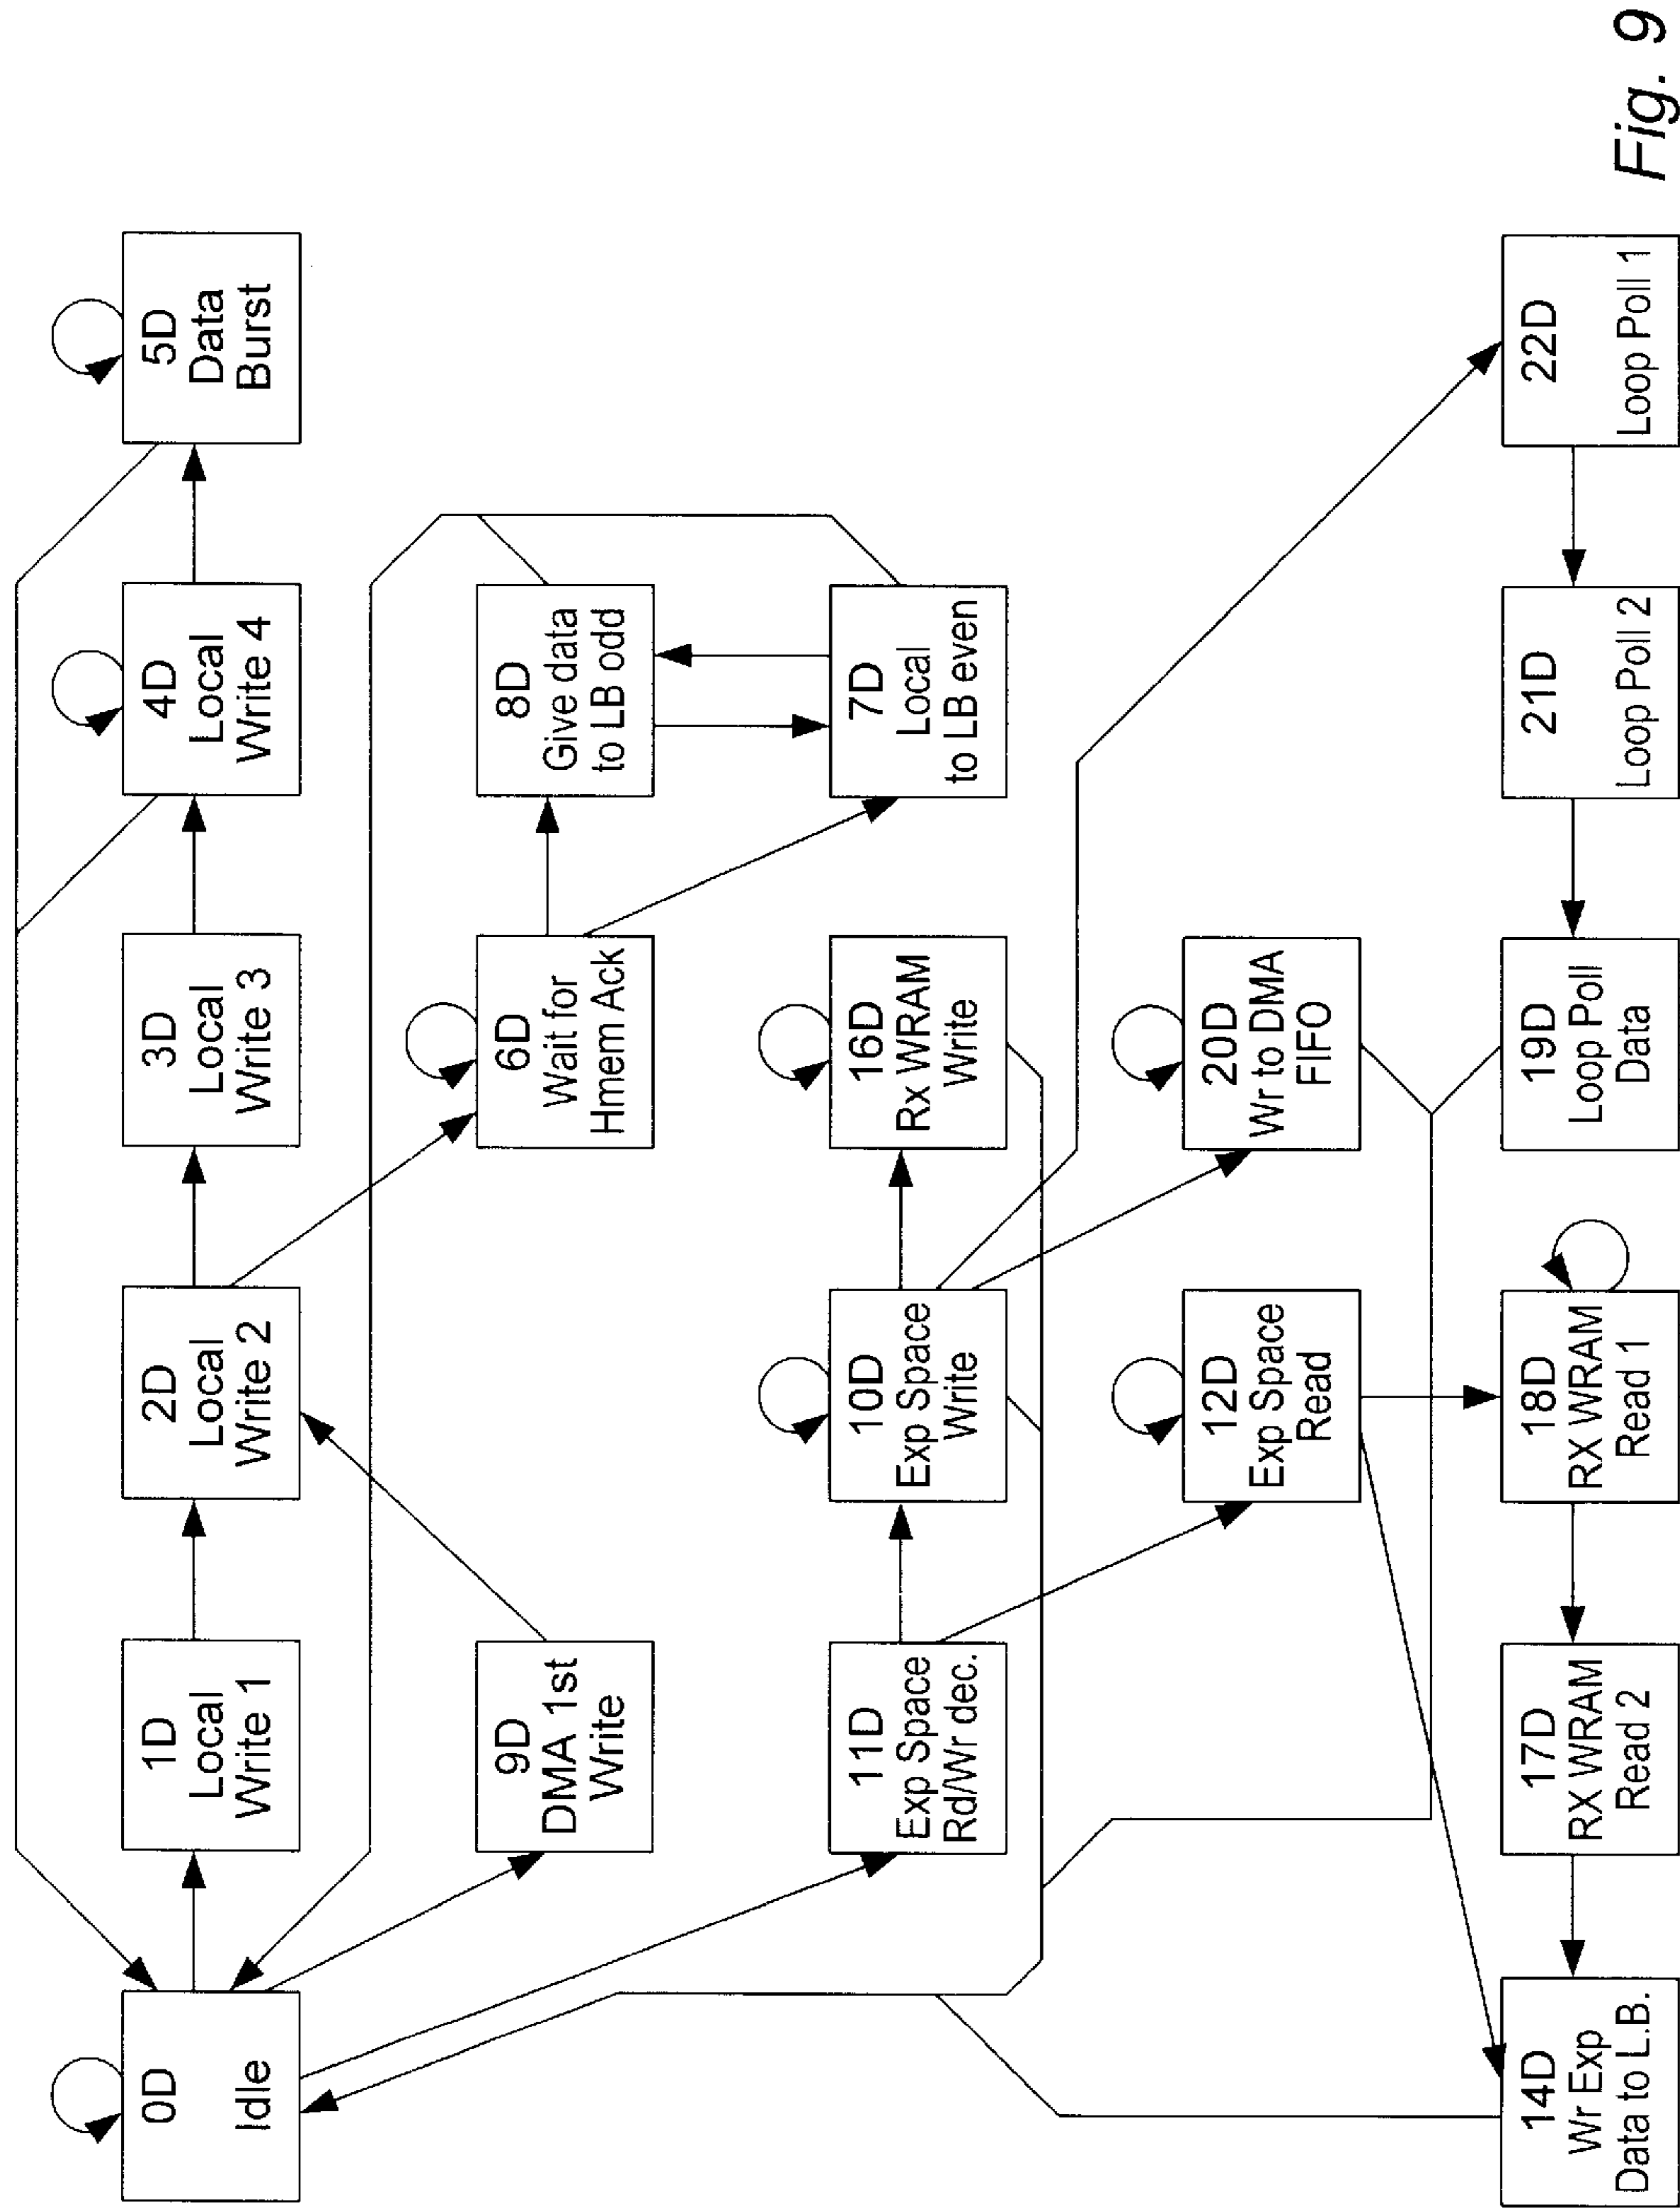 0D
Idle
1D
Local
Write 1
2D
Local
Write 2
3D
Local
Write 3
4D
Local
Write 4
5D
Data
Burst
9D
DMA 1st
Write
6D
Wait for
Hmem Ack
8D
Give data
to LB odd
11D
Exp Space
Rd/Wr dec.
10D
Exp Space
Write
16D
Rx WRAM
Write
7D
Local
to LB even
12D
Exp Space
Read
20D
Wr to DMA
FIFO
14D
Wr Exp
Data to L.B.
17D
RX WRAM
Read 2
18D
RX WRAM
Read 1
19D
Loop Poll
Data
21D
Loop Poll 2
22D
Loop Poll 1
Fig. 9